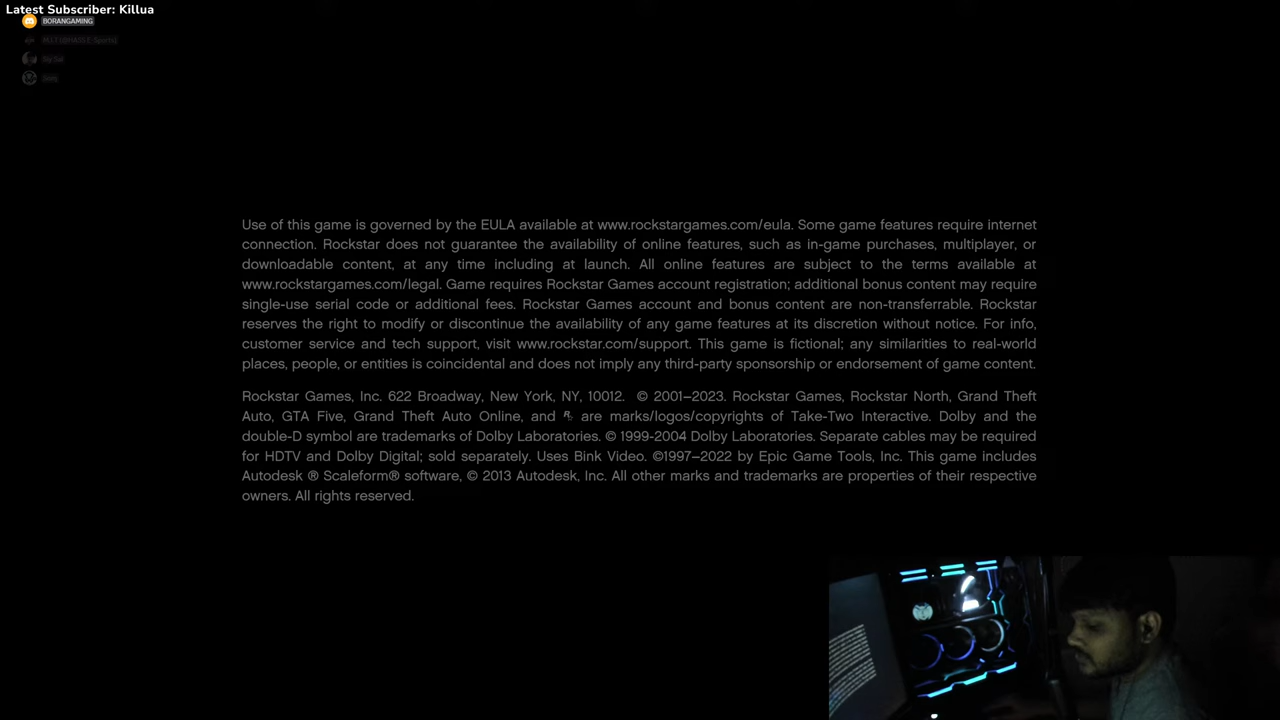 Latest Subscriber: Killua
BORANGAMING
Use of this game is governed by the EULA available at www.rockstargames.com/eula. Some game features require internet
connection. Rockstar does not guarantee the availability of online features, such as in-game purchases, multiplayer, or
downloadable content, at any time including at launch. All online features are subject to the terms available at
www.rockstargames.com/legal. Game requires Rockstar Games account registration; additional bonus content may require
single-use serial code or additional fees. Rockstar Games account and bonus content are non-transferrable. Rockstar
reserves the right to modify or discontinue the availability of any game features at its discretion without notice. For info,
customer service and tech support, visit www.rockstar.com/support. This game is fictional; any similarities to real-world
places, people, or entities is coincidental and does not imply any third-party sponsorship or endorsement of game content.
Rockstar Games, Inc. 622 Broadway, New York, NY, 10012. © 2001–2023. Rockstar Games, Rockstar North, Grand Theft
Auto, GTA Five, Grand Theft Auto Online, and are marks/logos/copyrights of Take-Two Interactive. Dolby and the
double-D symbol are trademarks of Dolby Laboratories. © 1999-2004 Dolby Laboratories. Separate cables may be required
for HDTV and Dolby Digital; sold separately. Uses Bink Video. ©1997–2022 by Epic Game Tools, Inc. This game includes
Autodesk ® Scaleform® software, © 2013 Autodesk, Inc. All other marks and trademarks are properties of their respective
owners. All rights reserved.